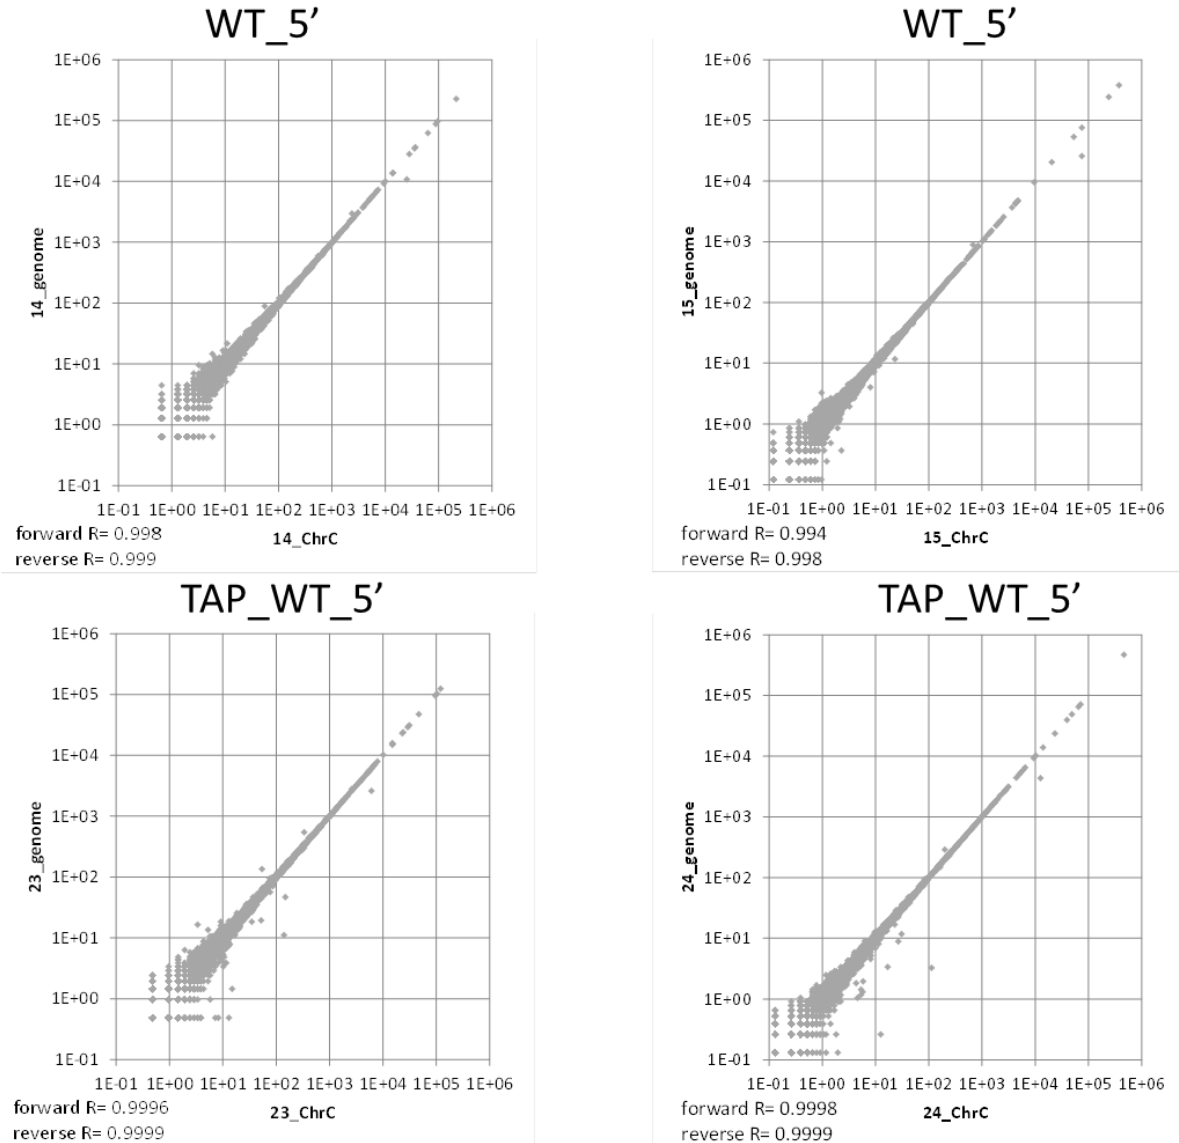 WT_5’
1E+06
1E+05
1E+04
1E+03
1E+02
1E+01
1E+00
1E-01
14_genome
1E-01 1E+00 1E+01 1E+02 1E+03 1E+04 1E+05 1E+06
14_ChrC
forward R= 0.998
reverse R= 0.999
WT_5’
1E+06
1E+05
1E+04
1E+03
1E+02
1E+01
1E+00
1E-01
15_genome
1E-01 1E+00 1E+01 1E+02 1E+03 1E+04 1E+05 1E+06
15_ChrC
forward R= 0.994
reverse R= 0.998
TAP_WT_5’
1E+06
1E+05
1E+04
1E+03
1E+02
1E+01
1E+00
1E-01
23_genome
1E-01 1E+00 1E+01 1E+02 1E+03 1E+04 1E+05 1E+06
23_ChrC
forward R= 0.9996
reverse R= 0.9999
TAP_WT_5’
1E+06
1E+05
1E+04
1E+03
1E+02
1E+01
1E+00
1E-01
24_genome
1E-01 1E+00 1E+01 1E+02 1E+03 1E+04 1E+05 1E+06
24_ChrC
forward R= 0.9998
reverse R= 0.9999